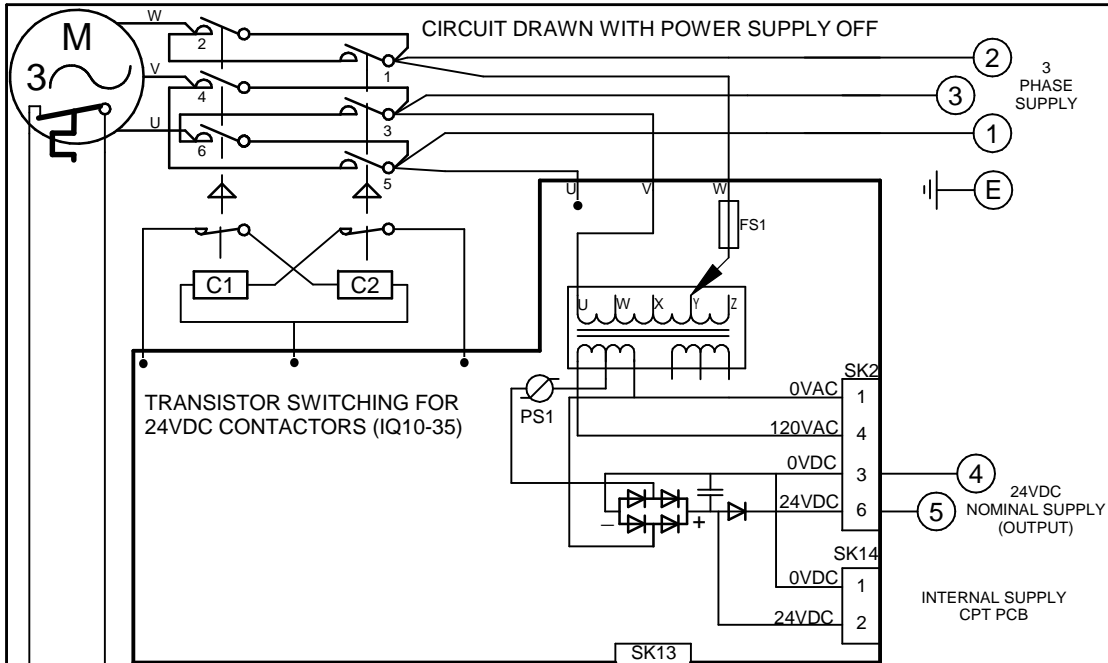 CIRCUIT DRAWN WITH POWER SUPPLY OFF
W
M
3
V
U
2
1
4
3
6
5
2
3
1
E
3
PHASE
SUPPLY
U
V
W
FS1
C1
C2
U
W
X
Y
Z
TRANSISTOR SWITCHING FOR
24VDC CONTACTORS (IQ10-35)
PS1
SK2
0VAC
1
120VAC
4
0VDC
3
4
24VDC
6
5
24VDC
NOMINAL SUPPLY
(OUTPUT)
–
+
SK14
0VDC
1
24VDC
2
INTERNAL SUPPLY
CPT PCB
SK13